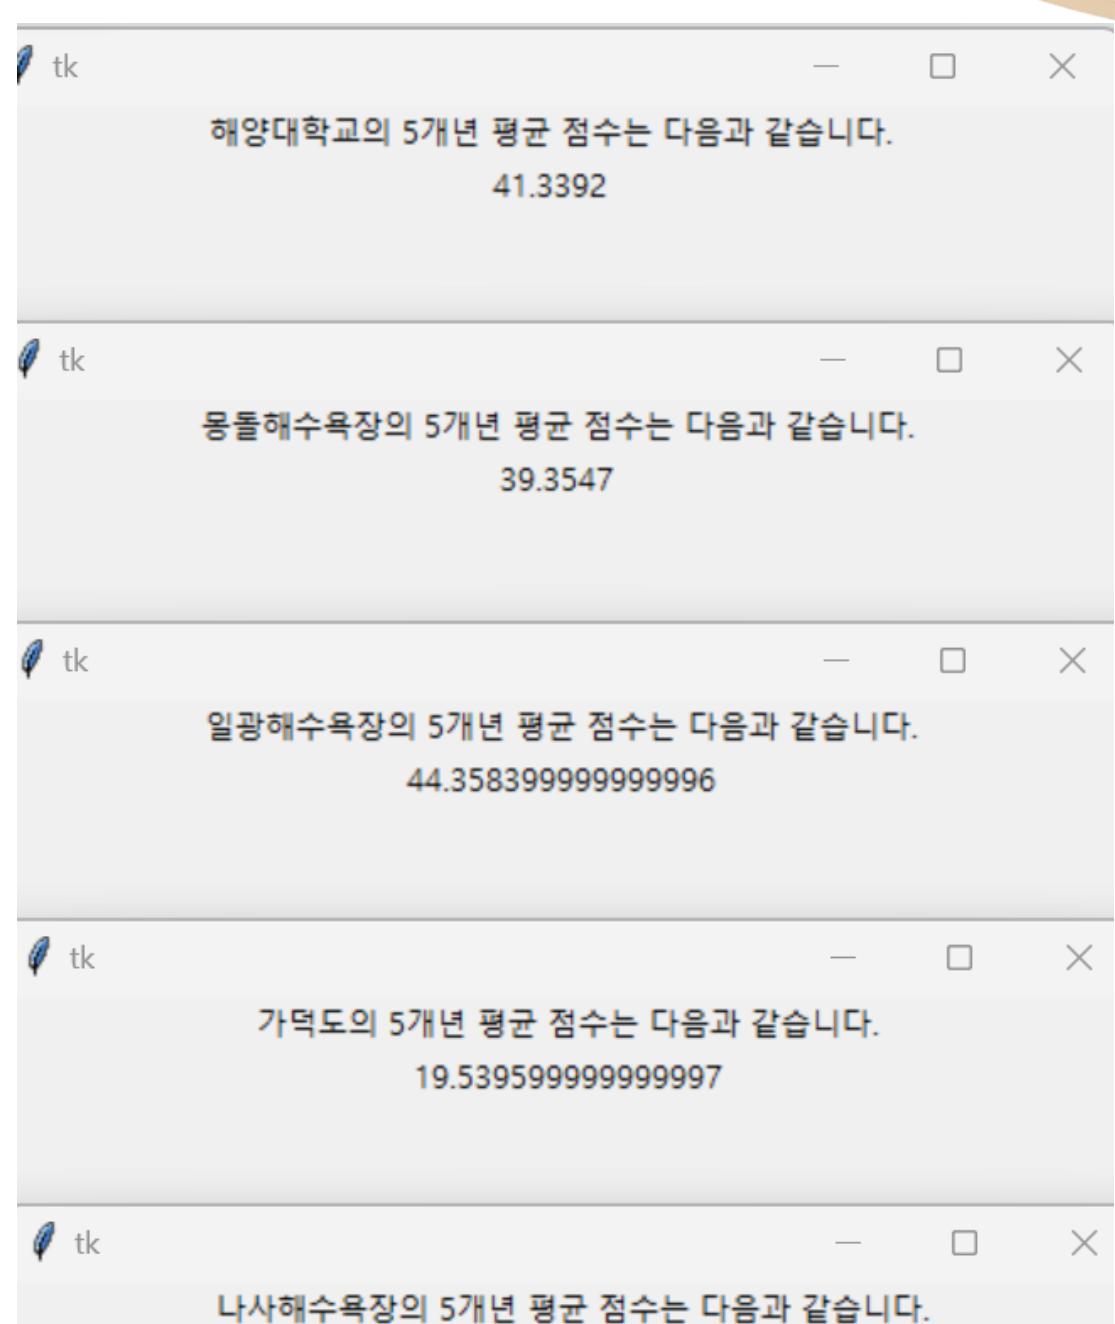 tk
해양대학교의 5개년 평균 점수는 다음과 같습니다.
41.3392
tk
몽돌해수욕장의 5개년 평균 점수는 다음과 같습니다.
39.3547
tk
일광해수욕장의 5개년 평균 점수는 다음과 같습니다.
44.358399999999996
tk
가덕도의 5개년 평균 점수는 다음과 같습니다.
19.539599999999997
tk
나사해수욕장의 5개년 평균 점수는 다음과 같습니다.